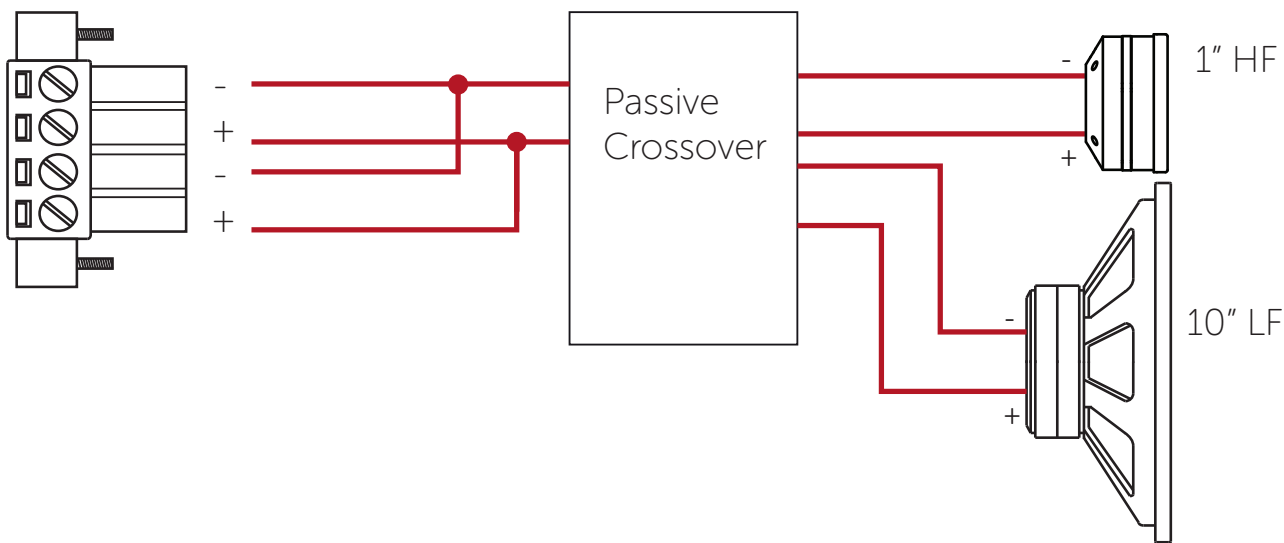 -
+
-
+
Passive
Crossover
-
+
1” HF
-
+
10” LF